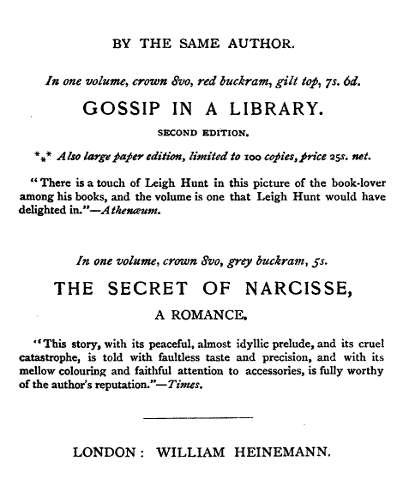 BY THE SAME AUTHOR.
In one volume, crown 8vo, red buckram, gilt top, 7s. 6d.
GOSSIP IN A LIBRARY.
SECOND EDITION.
*** Also large paper edition, limited to 100 copies, price 25s. net.
"There is a touch of Leigh Hunt in this picture of the book-lover
among his books, and the volume is one that Leigh Hunt would have
delighted in."—Athenæum.
In one volume, crown 8vo, grey buckram, 5s.
THE SECRET OF NARCISSE,
A ROMANCE.
"This story, with its peaceful, almost idyllic prelude, and its cruel
catastrophe, is told with faultless taste and precision, and with its
mellow colouring and faithful attention to accessories, is fully worthy
of the author's reputation."—Times.
LONDON: WILLIAM HEINEMANN.